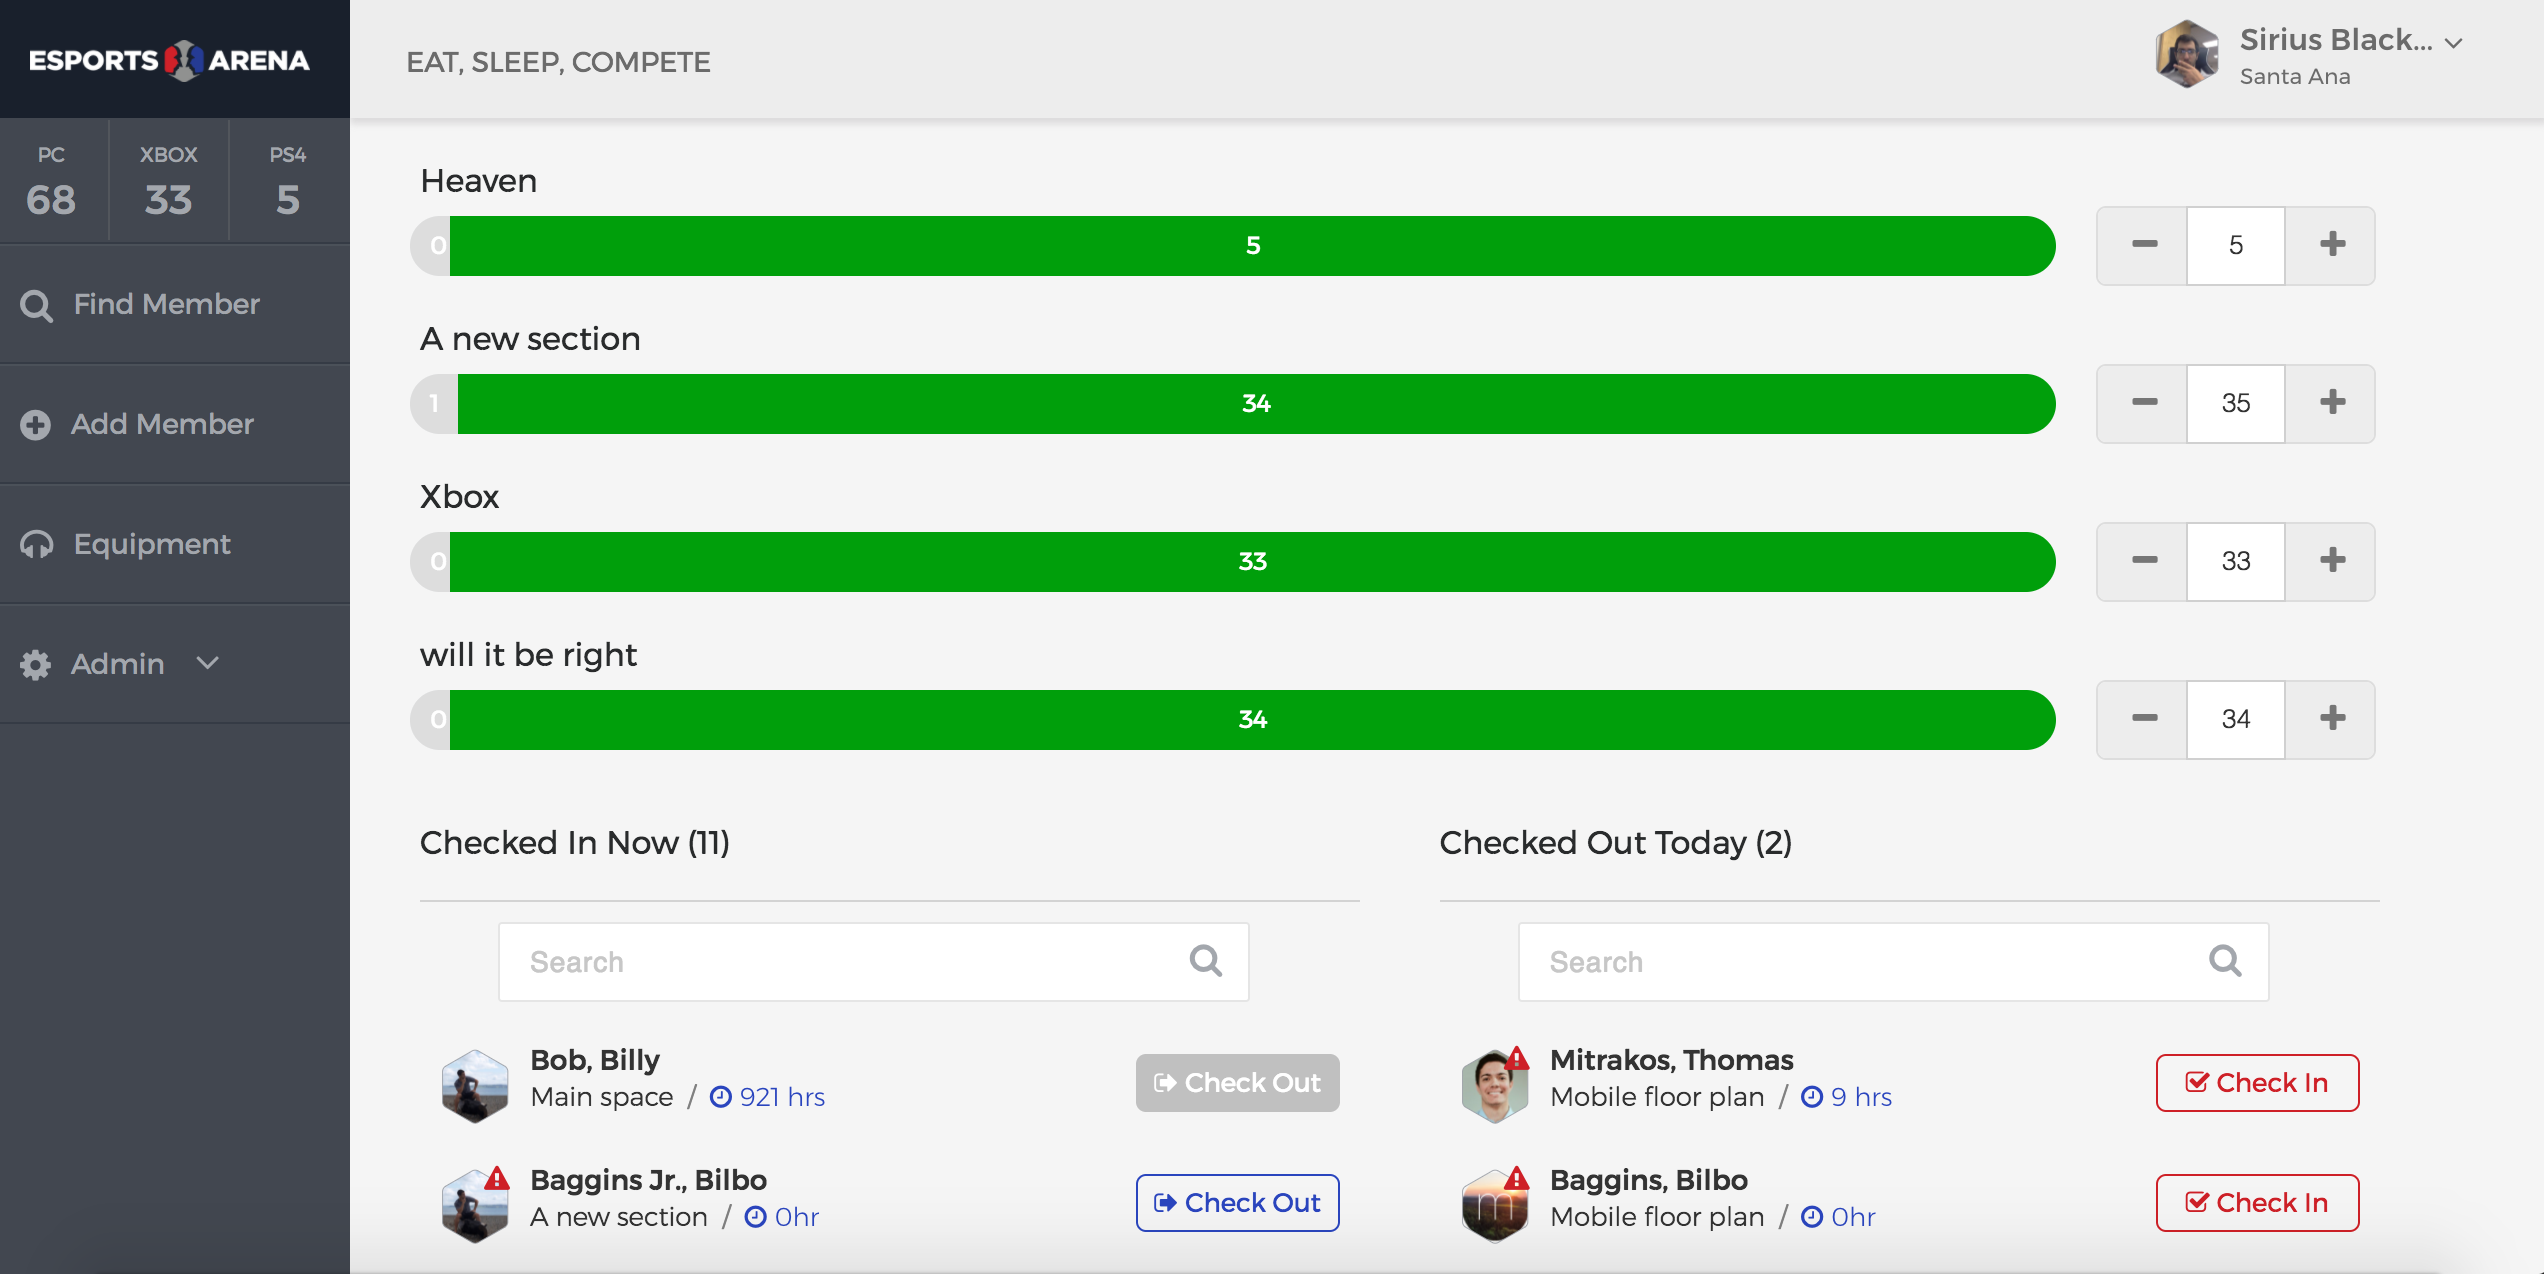 ESPORTS ARENA
EAT, SLEEP, COMPETE
Sirius Black...
Santa Ana
PC
68
XBOX
33
PS4
5
Find Member
Add Member
Equipment
Admin
Heaven
0 5 5
A new section
1 34 35
Xbox
0 33 33
will it be right
0 34 34
Checked In Now (11)
Search
Bob, Billy
Main space / 921 hrs
Check Out
Baggins Jr., Bilbo
A new section / 0hr
Check Out
Checked Out Today (2)
Search
Mitrakos, Thomas
Mobile floor plan / 9 hrs
Check In
m
Baggins, Bilbo
Mobile floor plan / 0hr
Check In